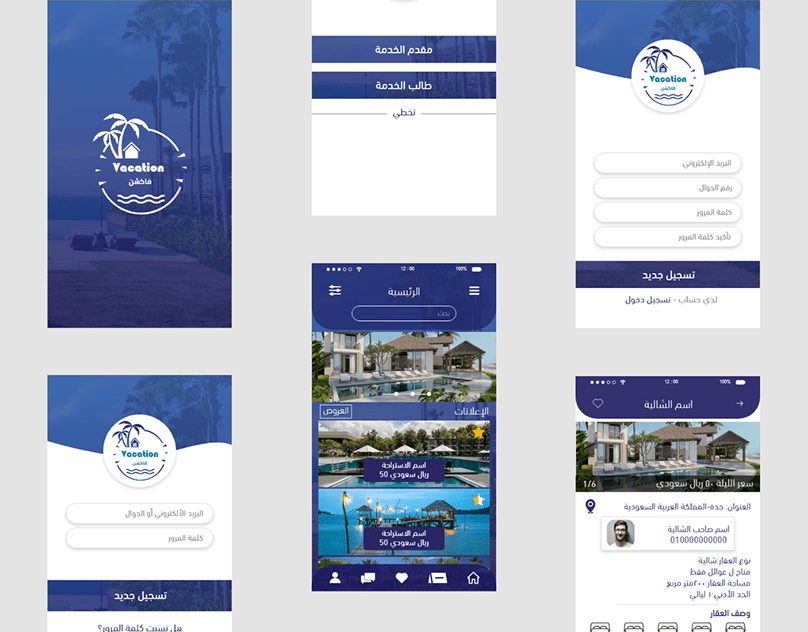 Vacation
فاكشن
مقدم الخدمة
طالب الخدمة
تخطي
Vacation
فاكشن
البريد الإلكتروني
رقم الجوال
كلمة المرور
تأكيد كلمة المرور
تسجيل جديد
لدي حساب - تسجيل دخول
12:00
100%
الرئيسية
بحث
الإعلانات
العروض
اسم الاستراحة
50 ريال سعودي
اسم الاستراحة
50 ريال سعودي
Vacation
فاكشن
البريد الألكتروني أو الجوال
كلمة المرور
تسجيل جديد
هل نسيت كلمة المرور؟
12:00
100%
اسم الشالية
سعر الليلة ٥٠ ريال سعودي
1/6
العنوان: جدة-المملكة العربية السعودية
اسم صاحب الشالية
010000000000
نوع العقار:شالية
متاح ل عوائل فقط
مساحة العقار:٢٠٠متر مربع
الحد الأدني:١ ليالي
وصف العقار